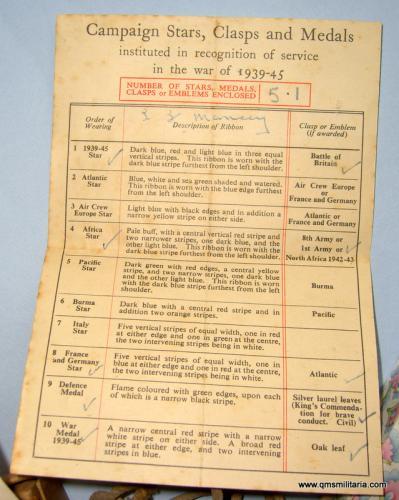 Campaign Stars, Clasps and Medals
instituted in recognition of service
in the war of 1939-45
NUMBER OF STARS, MEDALS,
CLASPS or EMBLEMS ENCLOSED
5·1
Order of
Wearing
Description of Ribbon
Clasp or Emblem
(if awarded)
1 1939-45
Star
Dark blue, red and light blue in three equal
vertical stripes. This ribbon is worn with the
dark blue stripe furthest from the left shoulder.
Battle of
Britain
2 Atlantic
Star
Blue, white and sea green shaded and watered.
This ribbon is worn with the blue edge furthest
from the left shoulder.
Air Crew Europe
or
France and Germany
3 Air Crew
Europe Star
Light blue with black edges and in addition a
narrow yellow stripe on either side.
Atlantic or
France and Germany
4 Africa
Star
Pale buff, with a central vertical red stripe and
two narrower stripes, one dark blue, and the
other light blue. This ribbon is worn with the
dark blue stripe furthest from the left shoulder.
8th Army or
1st Army or
North Africa 1942-43
5 Pacific
Star
Dark green with red edges, a central yellow
stripe, and two narrow stripes, one dark blue
and the other light blue. This ribbon is worn
with the dark blue stripe furthest from the left
shoulder.
Burma
6 Burma
Star
Dark blue with a central red stripe and in
addition two orange stripes.
Pacific
7 Italy
Star
Five vertical stripes of equal width, one in red
at either edge and one in green at the centre,
the two intervening stripes being in white.
8 France
and Germany
Star
Five vertical stripes of equal width, one in
blue at either edge and one in red at the centre,
the two intervening stripes being in white.
Atlantic
9 Defence
Medal
Flame coloured with green edges, upon each
of which is a narrow black stripe.
Silver laurel leaves
(King's Commenda-
tion for brave
conduct. Civil)
10 War
Medal
1939-45
A narrow central red stripe with a narrow
white stripe on either side. A broad red
stripe at either edge, and two intervening
stripes in blue.
Oak leaf
www.qmsmilitaria.com